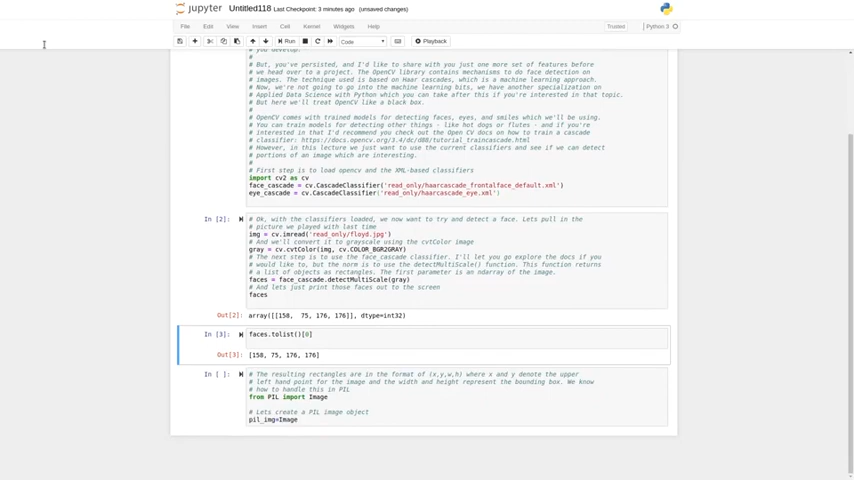 jupyter Untitled118 Last Checkpoint: 3 minutes ago (unsaved changes)
File Edit View Insert Cell Kernel Widgets Help Trusted Python 3
Run Code Playback
you develop.
#
# But, you've persisted, and I'd like to share with you just one more set of features before
# we head over to a project. The OpenCV library contains mechanisms to do face detection on
# images. The technique used is based on Haar cascades, which is a machine learning approach.
# Now, we're not going to go into the machine learning bits, we have another specialization on
# Applied Data Science with Python which you can take after this if you're interested in that topic.
# But here we'll treat OpenCV like a black box.
#
# OpenCV comes with trained models for detecting faces, eyes, and smiles which we'll be using.
# You can train models for detecting other things - like hot dogs or flutes - and if you're
# interested in that I'd recommend you check out the Open CV docs on how to train a cascade
# classifier: https://docs.opencv.org/3.4/dc/d88/tutorial_traincascade.html
# However, in this lecture we just want to use the current classifiers and see if we can detect
# portions of an image which are interesting.
#
# First step is to load opencv and the XML-based classifiers
import cv2 as cv
face_cascade = cv.CascadeClassifier('read_only/haarcascade_frontalface_default.xml')
eye_cascade = cv.CascadeClassifier('read_only/haarcascade_eye.xml')
In [2]: # Ok, with the classifiers loaded, we now want to try and detect a face. Lets pull in the
# picture we played with last time
img = cv.imread('read_only/floyd.jpg')
# And we'll convert it to grayscale using the cvtColor image
gray = cv.cvtColor(img, cv.COLOR_BGR2GRAY)
# The next step is to use the face_cascade classifier. I'll let you go explore the docs if you
# would like to, but the norm is to use the detectMultiScale() function. This function returns
# a list of objects as rectangles. The first parameter is an ndarray of the image.
faces = face_cascade.detectMultiScale(gray)
# And lets just print those faces out to the screen
faces
Out[2]: array([[158, 75, 176, 176]], dtype=int32)
In [3]: faces.tolist()[0]
Out[3]: [158, 75, 176, 176]
In [ ]: # The resulting rectangles are in the format of (x,y,w,h) where x and y denote the upper
# left hand point for the image and the width and height represent the bounding box. We know
# how to handle this in PIL
from PIL import Image
# Lets create a PIL image object
pil_img=Image